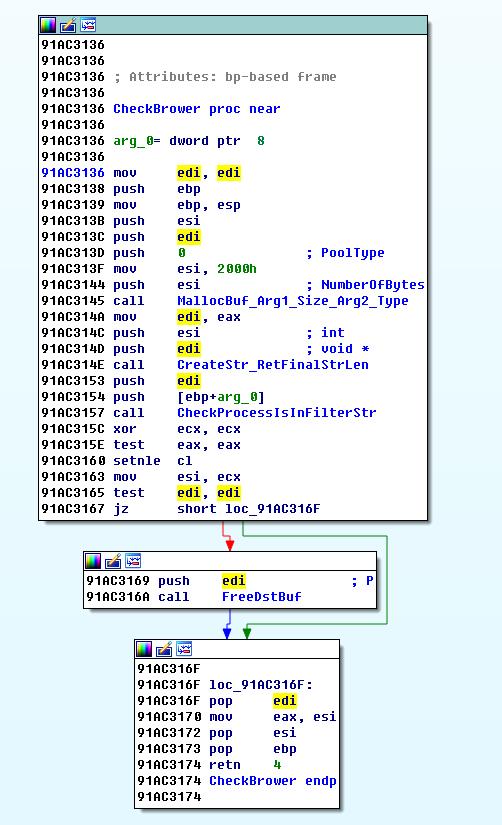 91AC3136
91AC3136
91AC3136 ; Attributes: bp-based frame
91AC3136
91AC3136 CheckBrower proc near
91AC3136
91AC3136 arg_0= dword ptr  8
91AC3136
91AC3136 mov     edi, edi
91AC3138 push    ebp
91AC3139 mov     ebp, esp
91AC313B push    esi
91AC313C push    edi
91AC313D push    0               ; PoolType
91AC313F mov     esi, 2000h
91AC3144 push    esi             ; NumberOfBytes
91AC3145 call    MallocBuf_Arg1_Size_Arg2_Type
91AC314A mov     edi, eax
91AC314C push    esi             ; int
91AC314D push    edi             ; void *
91AC314E call    CreateStr_RetFinalStrLen
91AC3153 push    edi
91AC3154 push    [ebp+arg_0]
91AC3157 call    CheckProcessIsInFilterStr
91AC315C xor     ecx, ecx
91AC315E test    eax, eax
91AC3160 setnle  cl
91AC3163 mov     esi, ecx
91AC3165 test    edi, edi
91AC3167 jz      short loc_91AC316F
91AC3169 push    edi             ; P
91AC316A call    FreeDstBuf
91AC316F
91AC316F loc_91AC316F:
91AC316F pop     edi
91AC3170 mov     eax, esi
91AC3172 pop     esi
91AC3173 pop     ebp
91AC3174 retn    4
91AC3174 CheckBrower endp
91AC3174